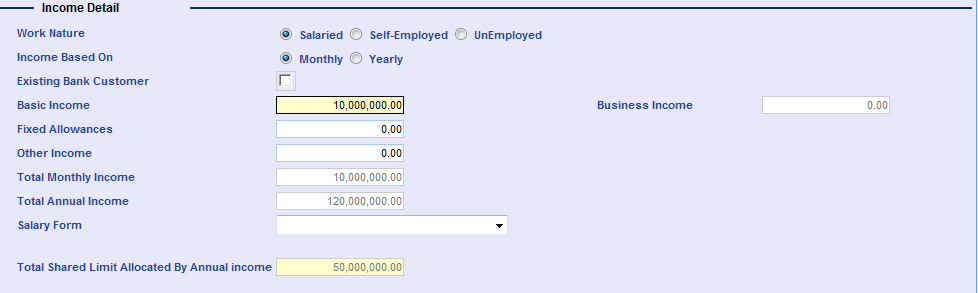 Income Detail
Work Nature Salaried Self-Employed UnEmployed
Income Based On Monthly Yearly
Existing Bank Customer
Basic Income 10,000,000.00 Business Income 0.00
Fixed Allowances 0.00
Other Income 0.00
Total Monthly Income 10,000,000.00
Total Annual Income 120,000,000.00
Salary Form
Total Shared Limit Allocated By Annual income 50,000,000.00